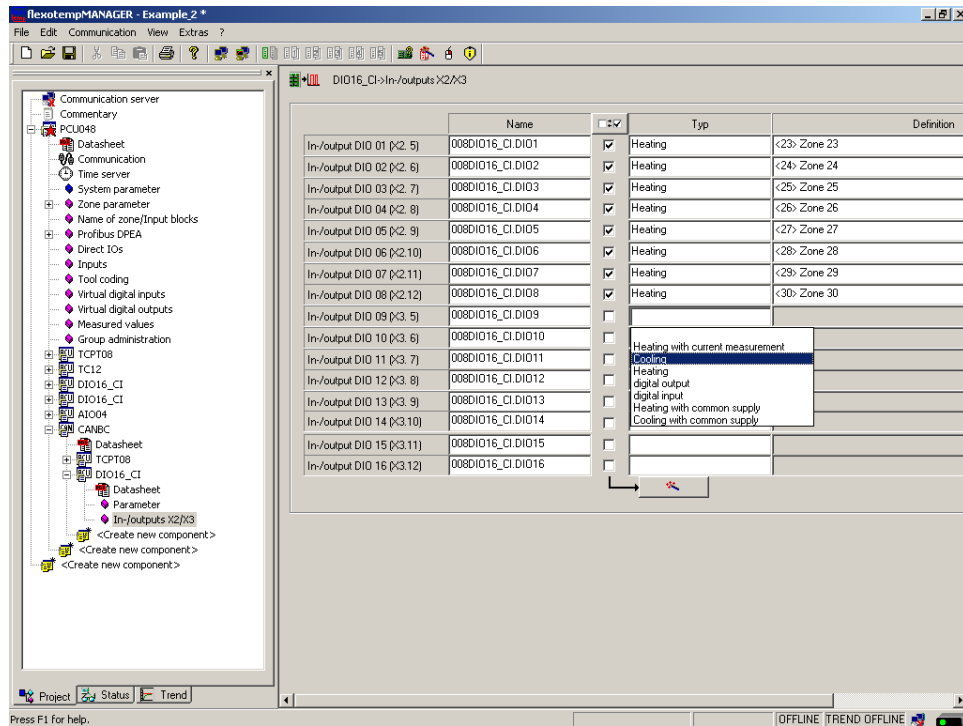 flexotempMANAGER - Example_2 *
File Edit Communication View Extras ?
DIO16_CI->In-/outputs X2/X3
Communication server
Commentary
PCU048
Datasheet
Communication
Time server
System parameter
Zone parameter
Name of zone/Input blocks
Profibus DPEA
Direct IOs
Inputs
Tool coding
Virtual digital inputs
Virtual digital outputs
Measured values
Group administration
TCPT08
TC12
DIO16_CI
DIO16_CI
AIO04
CANBC
Datasheet
TCPT08
DIO16_CI
Datasheet
Parameter
In-/outputs X2/X3
<Create new component>
<Create new component>
<Create new component>
Project Status Trend
Name Typ Definition
In-/output DIO 01 (X2. 5) 008DIO16_CI.DIO1 Heating <23> Zone 23
In-/output DIO 02 (X2. 6) 008DIO16_CI.DIO2 Heating <24> Zone 24
In-/output DIO 03 (X2. 7) 008DIO16_CI.DIO3 Heating <25> Zone 25
In-/output DIO 04 (X2. 8) 008DIO16_CI.DIO4 Heating <26> Zone 26
In-/output DIO 05 (X2. 9) 008DIO16_CI.DIO5 Heating <27> Zone 27
In-/output DIO 06 (X2.10) 008DIO16_CI.DIO6 Heating <28> Zone 28
In-/output DIO 07 (X2.11) 008DIO16_CI.DIO7 Heating <29> Zone 29
In-/output DIO 08 (X2.12) 008DIO16_CI.DIO8 Heating <30> Zone 30
In-/output DIO 09 (X3. 5) 008DIO16_CI.DIO9
In-/output DIO 10 (X3. 6) 008DIO16_CI.DIO10
In-/output DIO 11 (X3. 7) 008DIO16_CI.DIO11
In-/output DIO 12 (X3. 8) 008DIO16_CI.DIO12
In-/output DIO 13 (X3. 9) 008DIO16_CI.DIO13
In-/output DIO 14 (X3.10) 008DIO16_CI.DIO14
In-/output DIO 15 (X3.11) 008DIO16_CI.DIO15
In-/output DIO 16 (X3.12) 008DIO16_CI.DIO16
Heating with current measurement
Cooling
Heating
digital output
digital input
Heating with common supply
Cooling with common supply
Press F1 for help.
OFFLINE TREND OFFLINE